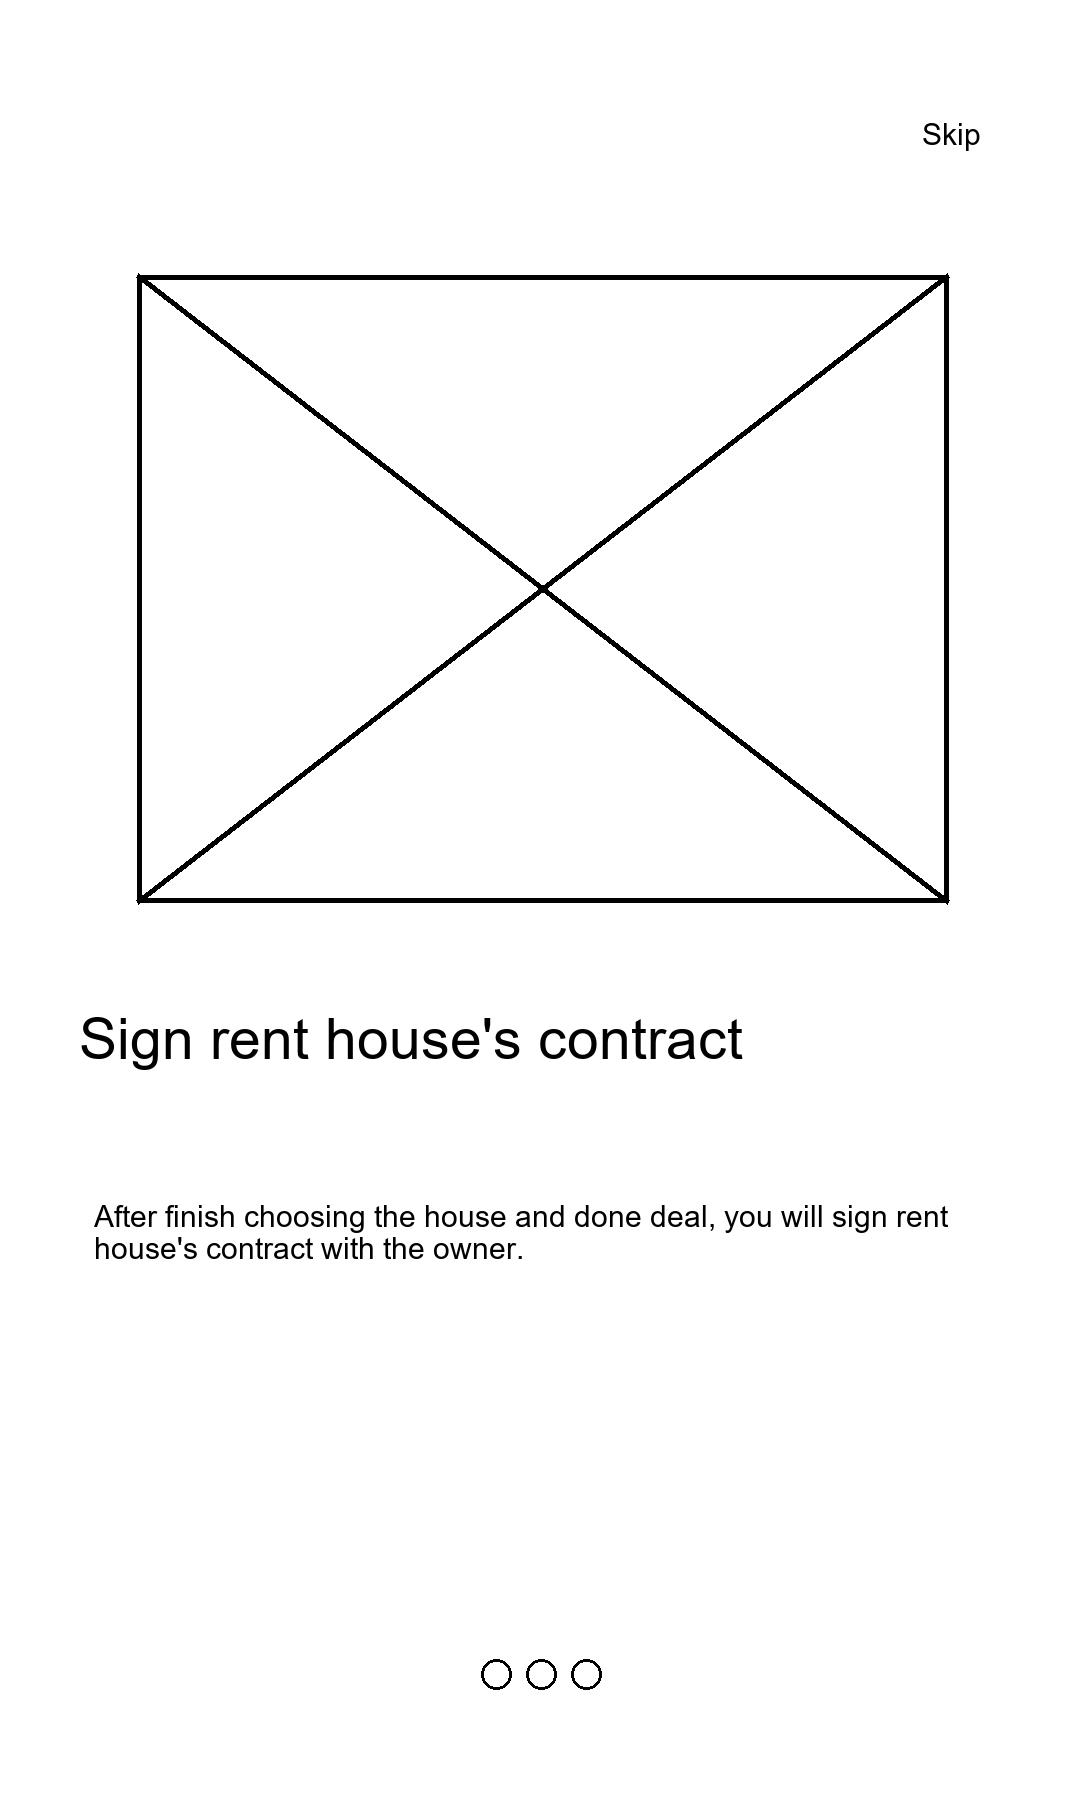 Skip
Sign rent house's contract
After finish choosing the house and done deal, you will sign rent
house's contract with the owner.